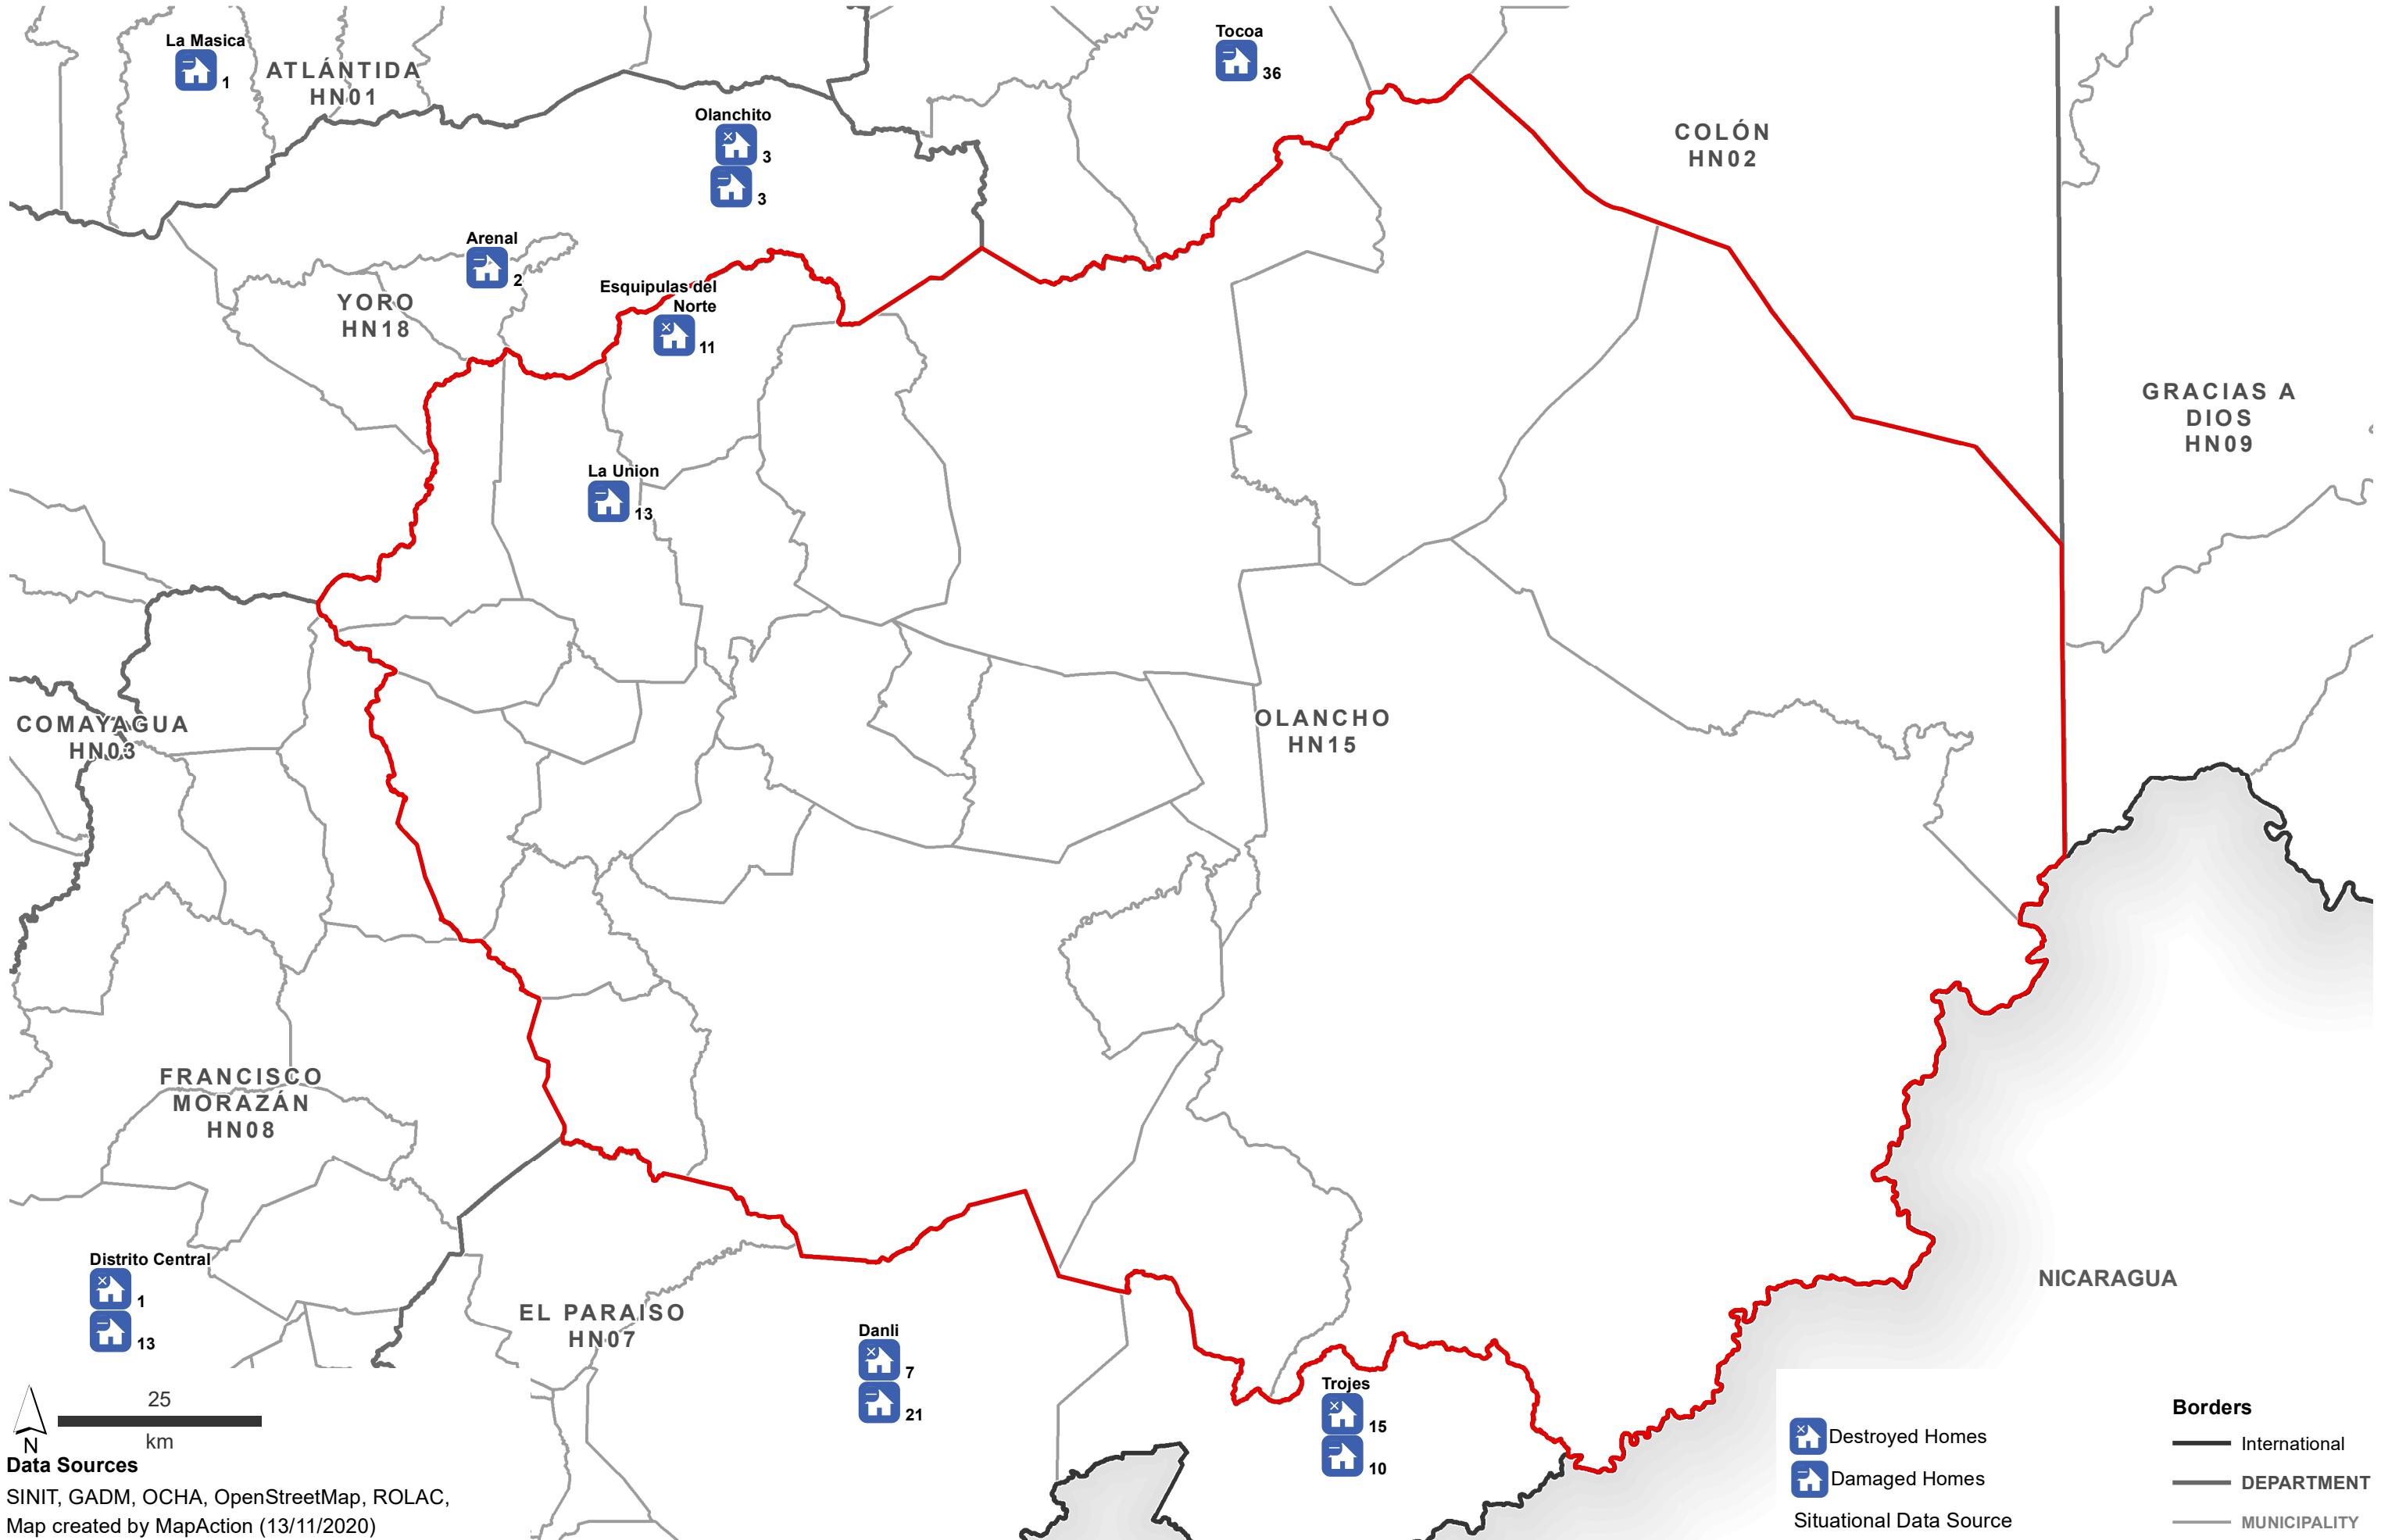 La Masica
1
ATLÁNTIDA
HN01
Tocoa
36
Olanchito
3
3
COLÓN
HN02
Arenal
2
YORO
HN18
Esquipulas del
Norte
11
GRACIAS A
DIOS
HN09
La Union
13
COMAYAGUA
HN03
OLANCHO
HN15
FRANCISCO
MORAZÁN
HN08
Distrito Central
1
13
EL PARAISO
HN07
NICARAGUA
Danli
7
21
Trojes
15
10
25
km
N
Data Sources
SINIT, GADM, OCHA, OpenStreetMap, ROLAC,
Map created by MapAction (13/11/2020)
Destroyed Homes
Damaged Homes
Situational Data Source
Borders
International
DEPARTMENT
MUNICIPALITY